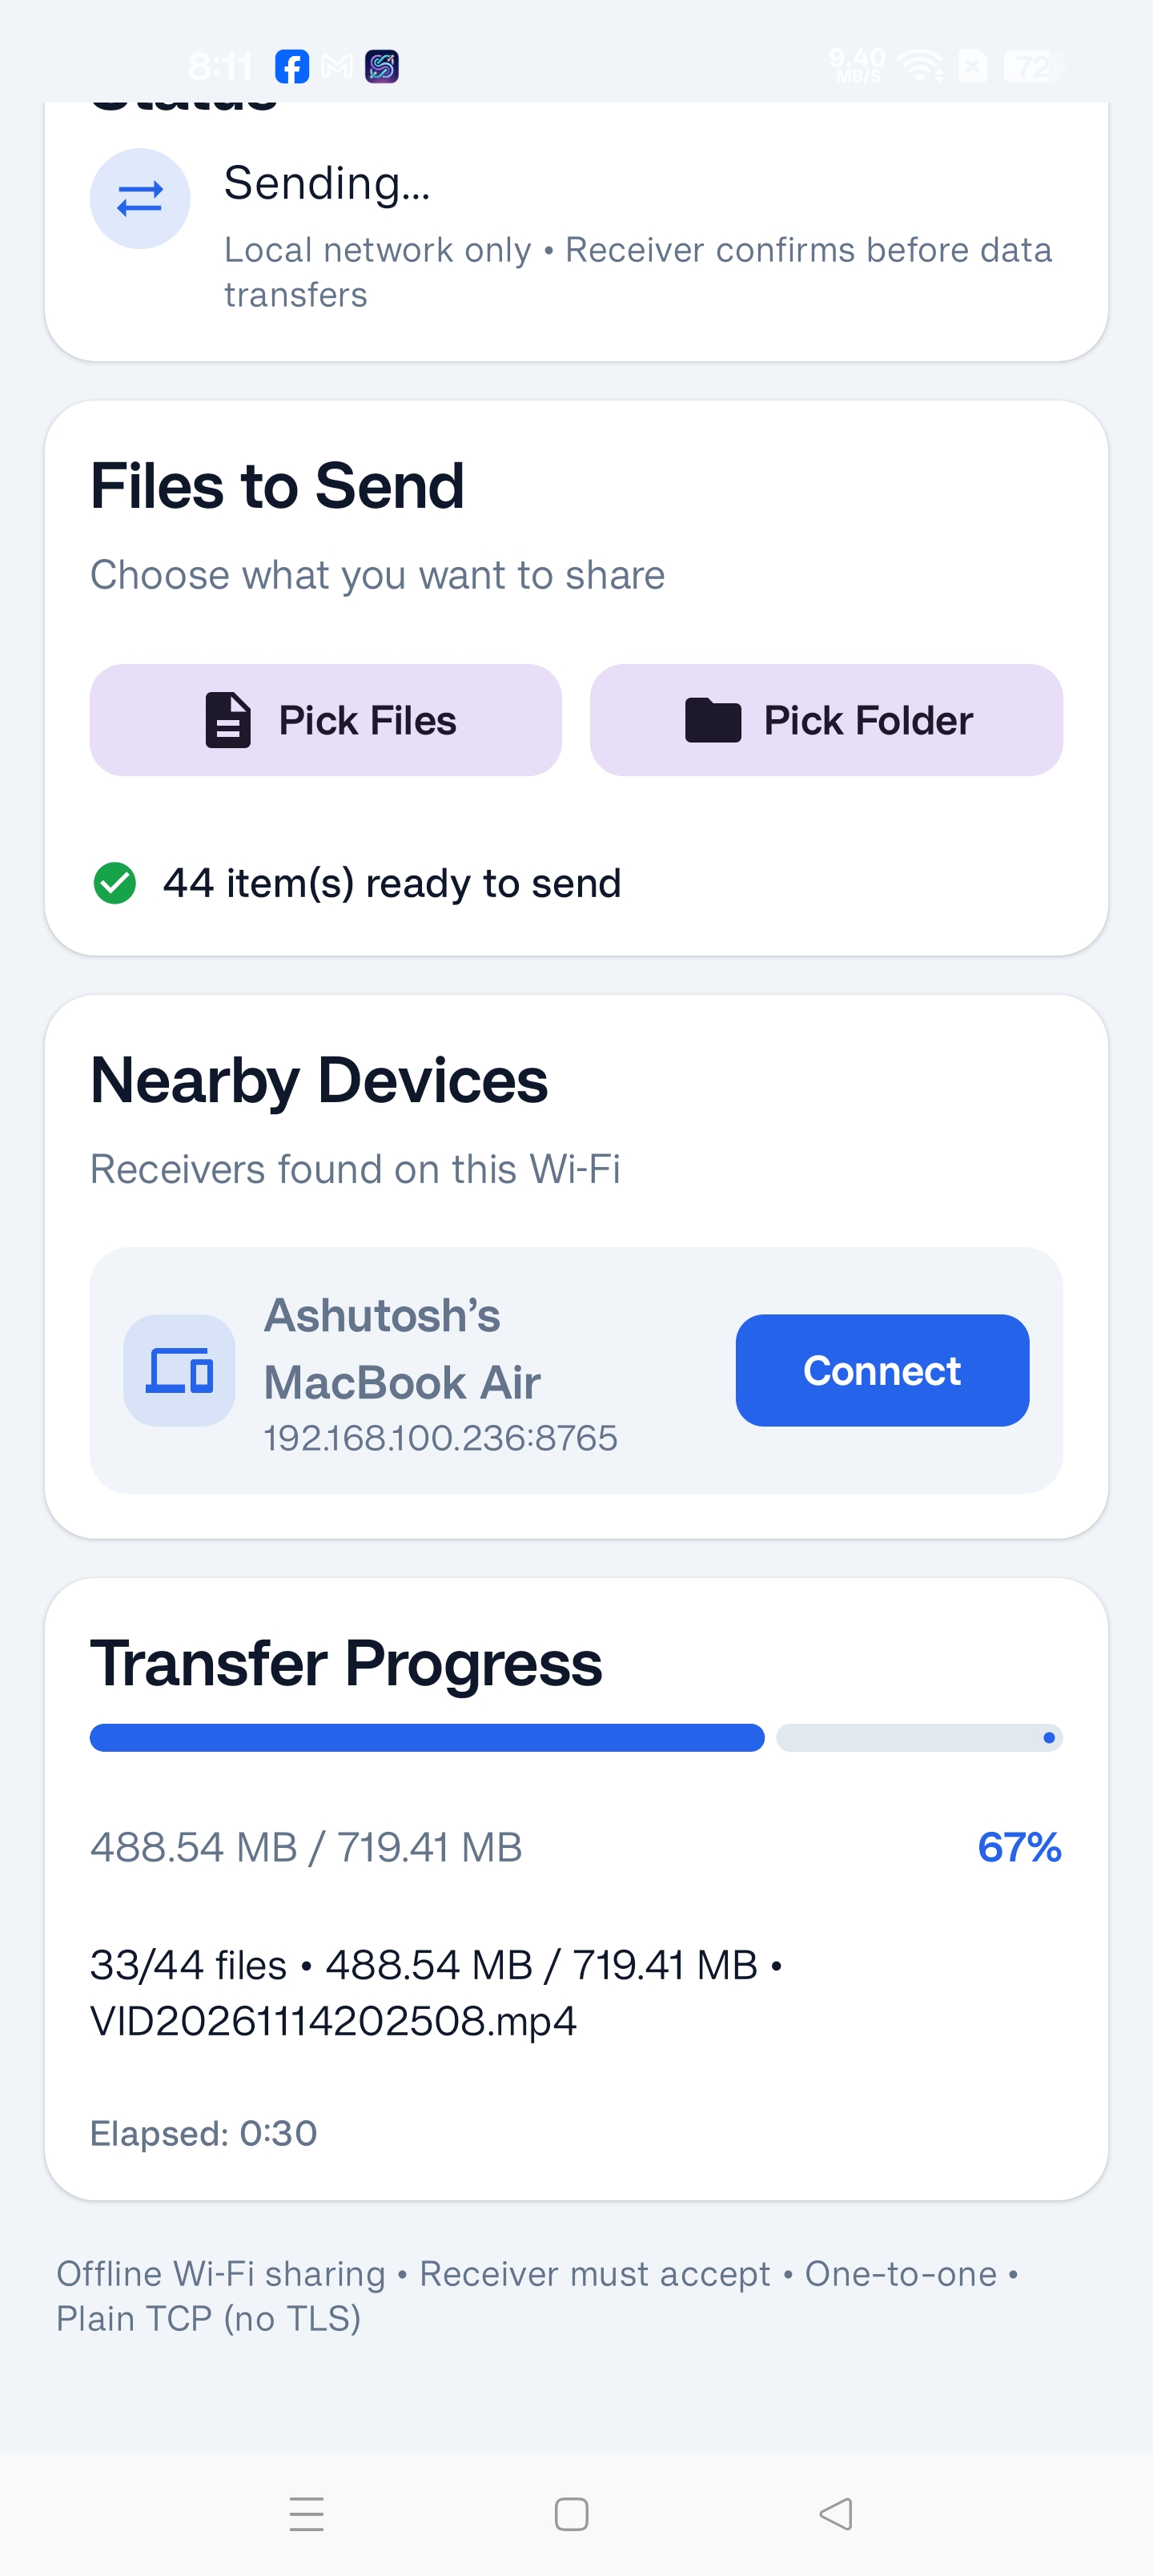 8:11
9.40
MB/S
72
Status
Sending...
Local network only • Receiver confirms before data
transfers
Files to Send
Choose what you want to share
Pick Files
Pick Folder
44 item(s) ready to send
Nearby Devices
Receivers found on this Wi-Fi
Ashutosh’s
MacBook Air
192.168.100.236:8765
Connect
Transfer Progress
488.54 MB / 719.41 MB
67%
33/44 files • 488.54 MB / 719.41 MB •
VID20261114202508.mp4
Elapsed: 0:30
Offline Wi-Fi sharing • Receiver must accept • One-to-one •
Plain TCP (no TLS)